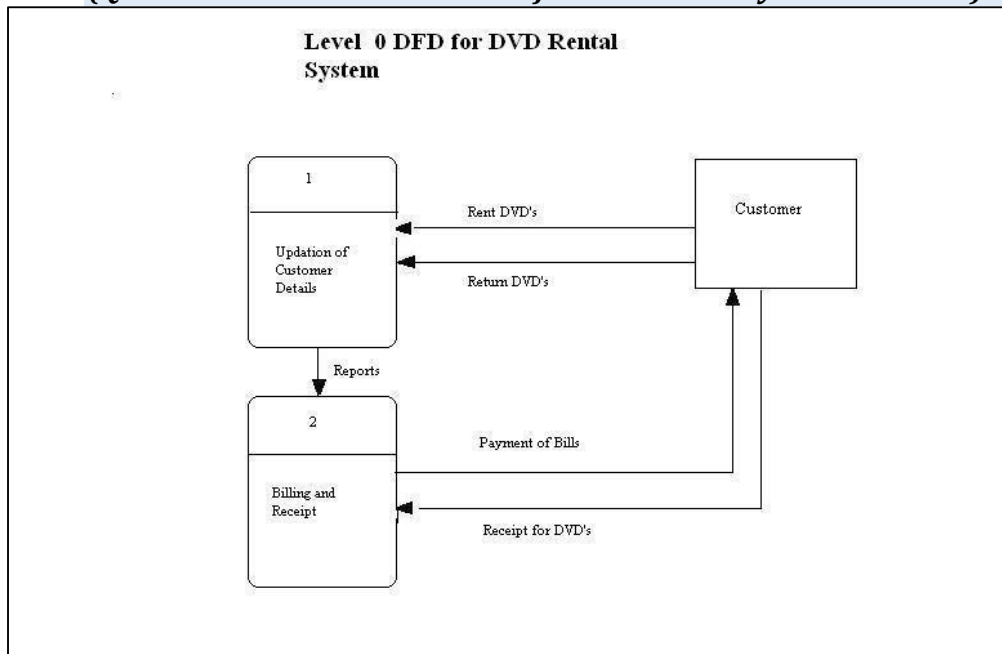 Level 0 DFD for DVD Rental
System
1
Updation of
Customer
Details
Rent DVD's
Return DVD's
Customer
Reports
2
Billing and
Receipt
Payment of Bills
Receipt for DVD's